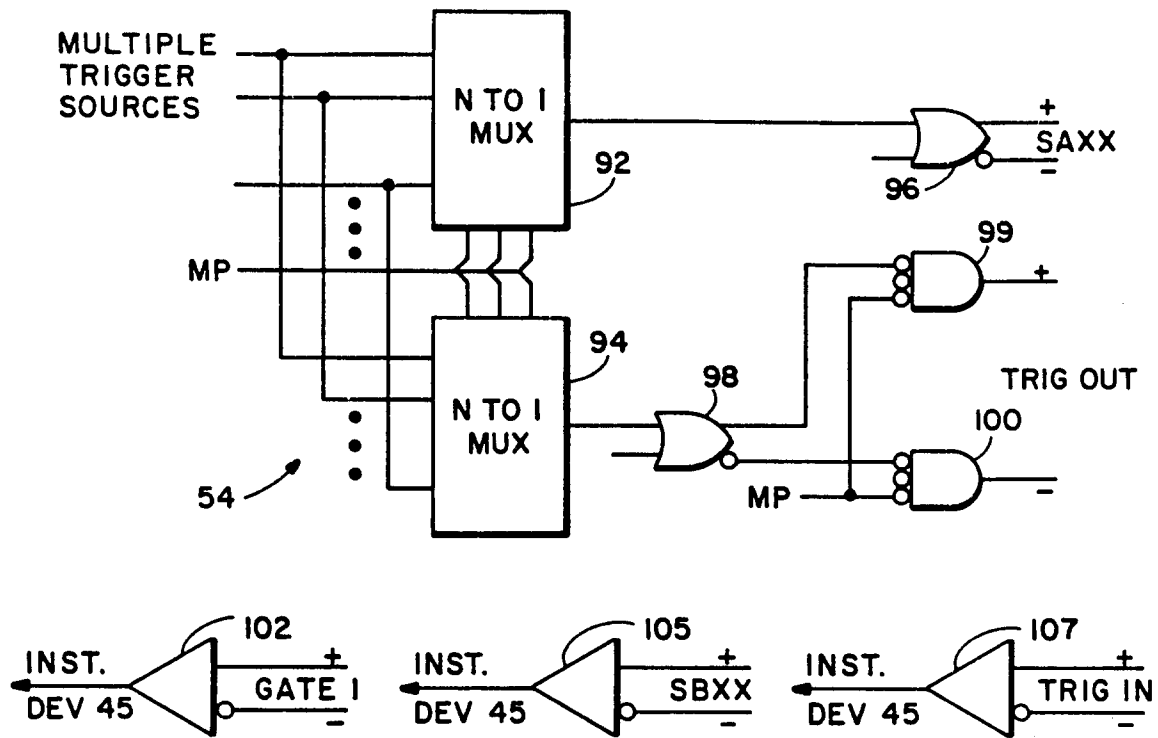 MULTIPLE
TRIGGER
SOURCES
N TO 1
MUX
92
+
SAXX
−
96
MP
99
+
94
N TO 1
MUX
98
TRIG OUT
100
MP
−
54
102
INST.
DEV 45
+
GATE 1
−
105
INST.
DEV 45
+
SBXX
−
107
INST.
DEV 45
+
TRIG IN
−